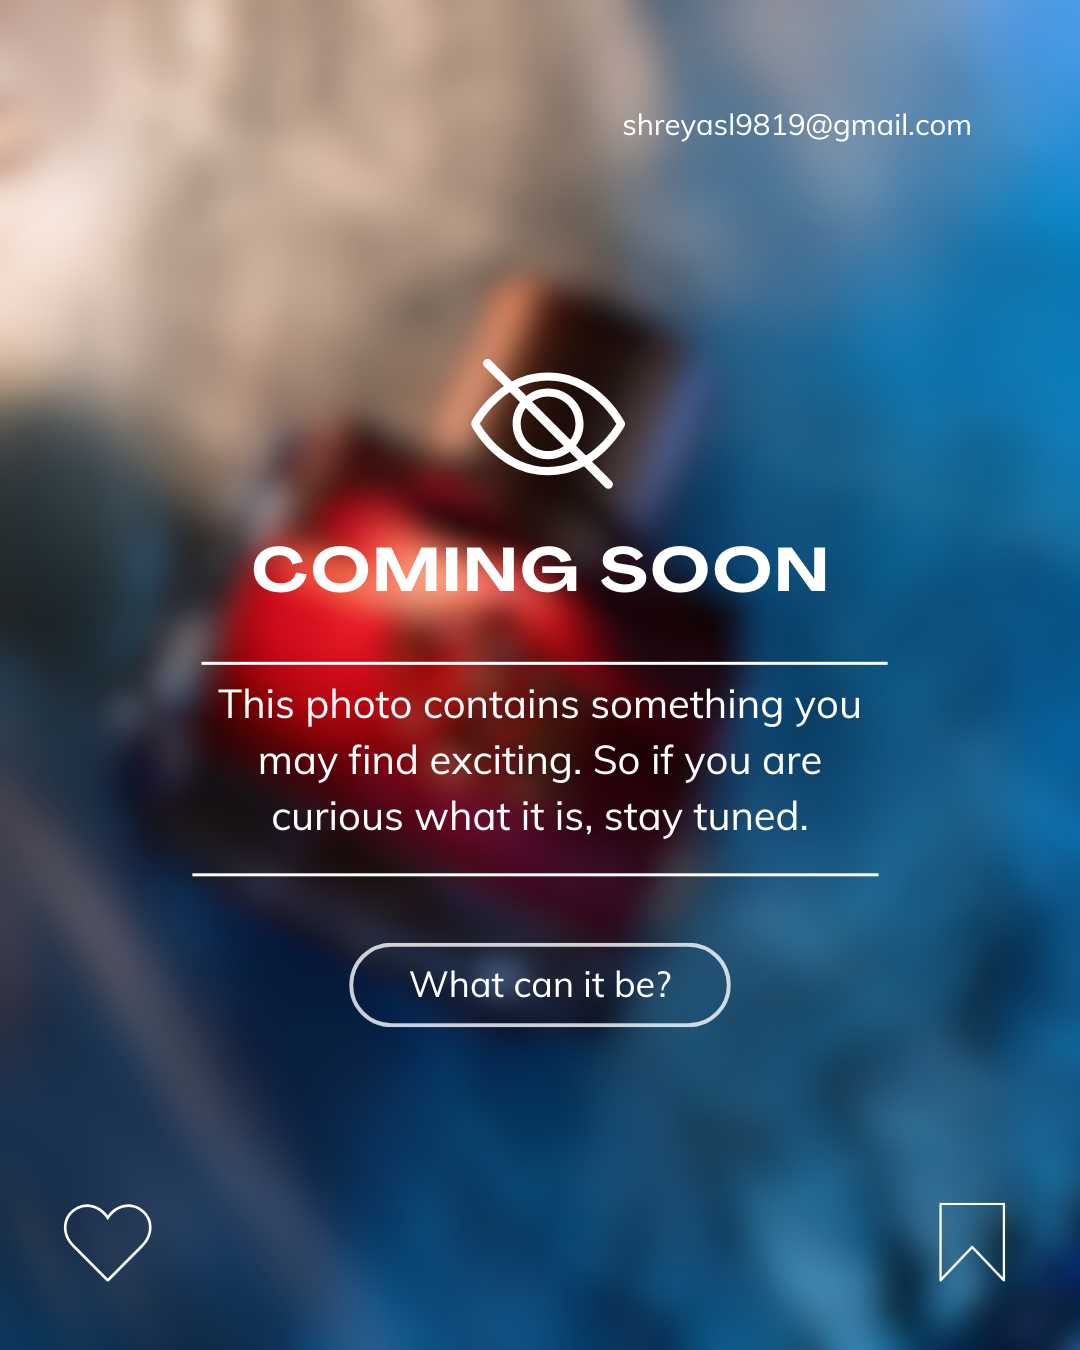 shreyasl9819@gmail.com
COMING SOON
This photo contains something you
may find exciting. So if you are
curious what it is, stay tuned.
What can it be?